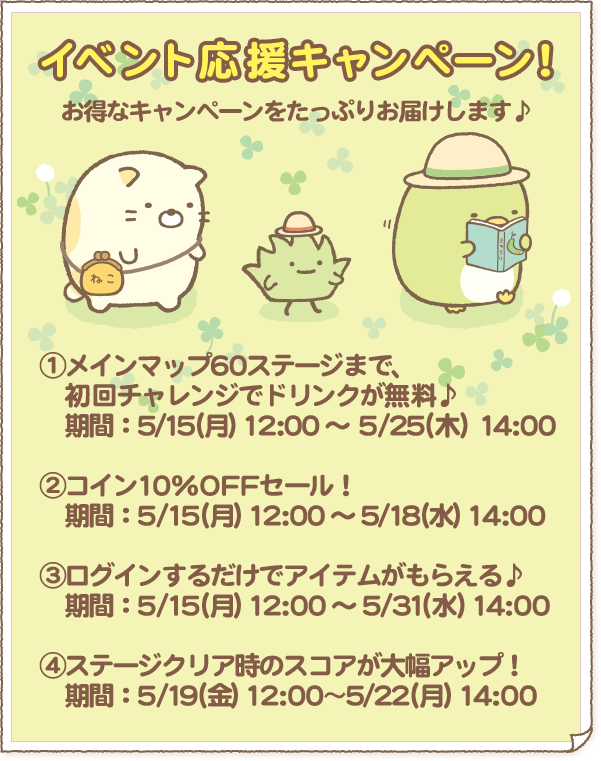 イベント応援キャンペーン!
お得なキャンペーンをたっぷりお届けします♪
ねこ
きゅうり
①メインマップ60ステージまで、
初回チャレンジでドリンクが無料♪
期間：5/15(月) 12:00 ～ 5/25(木) 14:00
②コイン10%OFFセール！
期間：5/15(月) 12:00 ～ 5/18(水) 14:00
③ログインするだけでアイテムがもらえる♪
期間：5/15(月) 12:00 ～ 5/31(水) 14:00
④ステージクリア時のスコアが大幅アップ！
期間：5/19(金) 12:00～5/22(月) 14:00